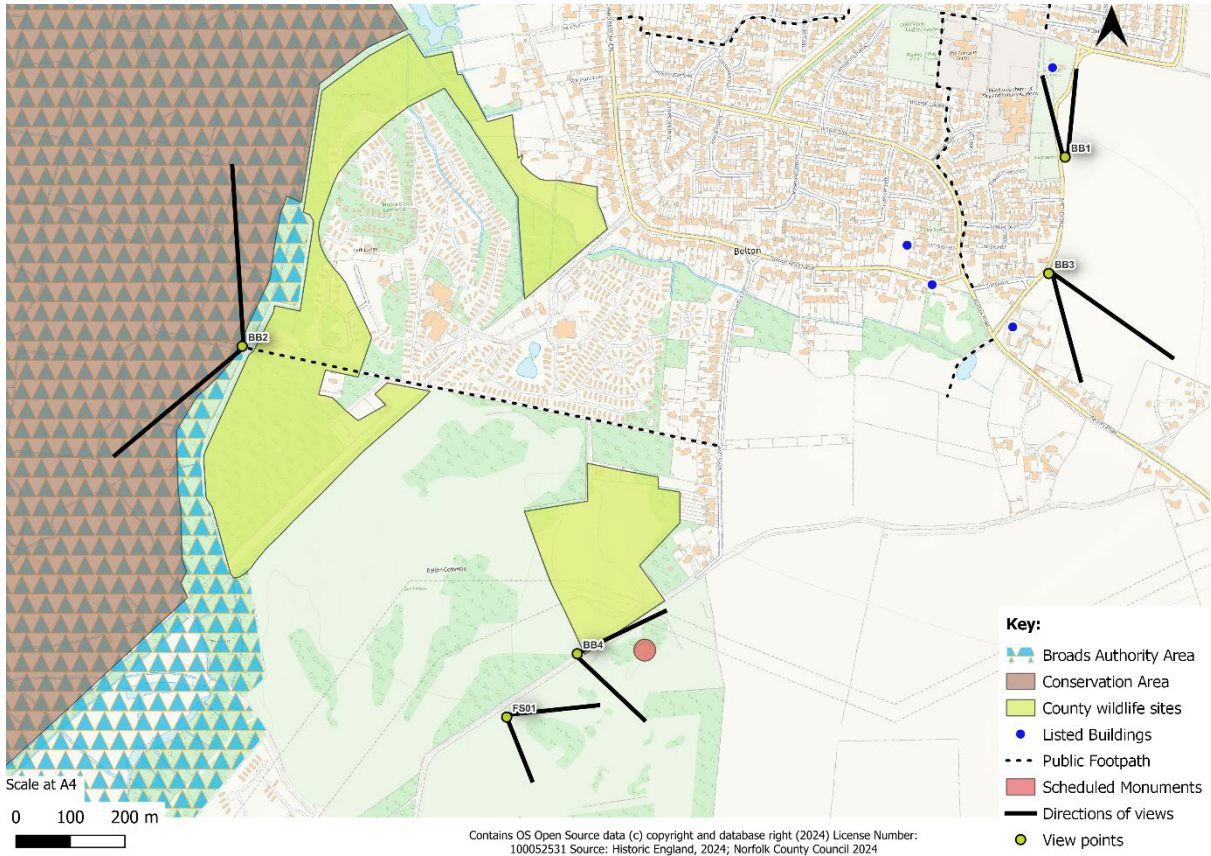 BB1
BB3
Belton
BB2
Belton Common
BB4
FS01
Key:
Broads Authority Area
Conservation Area
County wildlife sites
Listed Buildings
Public Footpath
Scheduled Monuments
Directions of views
View points
Scale at A4
0 100 200 m
Contains OS Open Source data (c) copyright and database right (2024) License Number:
100052531 Source: Historic England, 2024; Norfolk County Council 2024